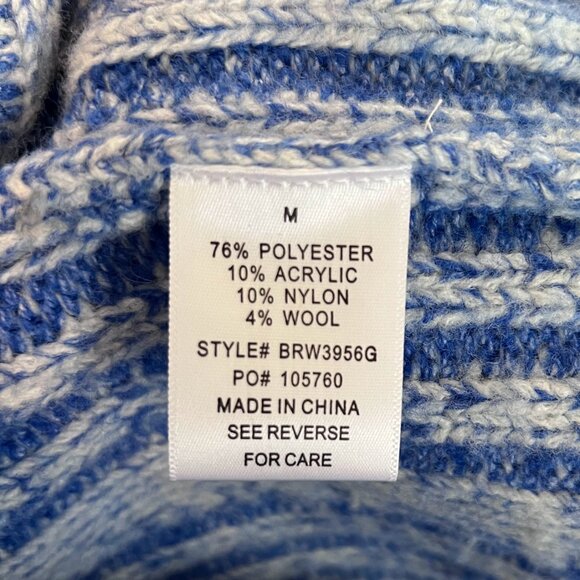 M
76% POLYESTER
10% ACRYLIC
10% NYLON
4% WOOL
STYLE# BRW3956G
PO# 105760
MADE IN CHINA
SEE REVERSE
FOR CARE